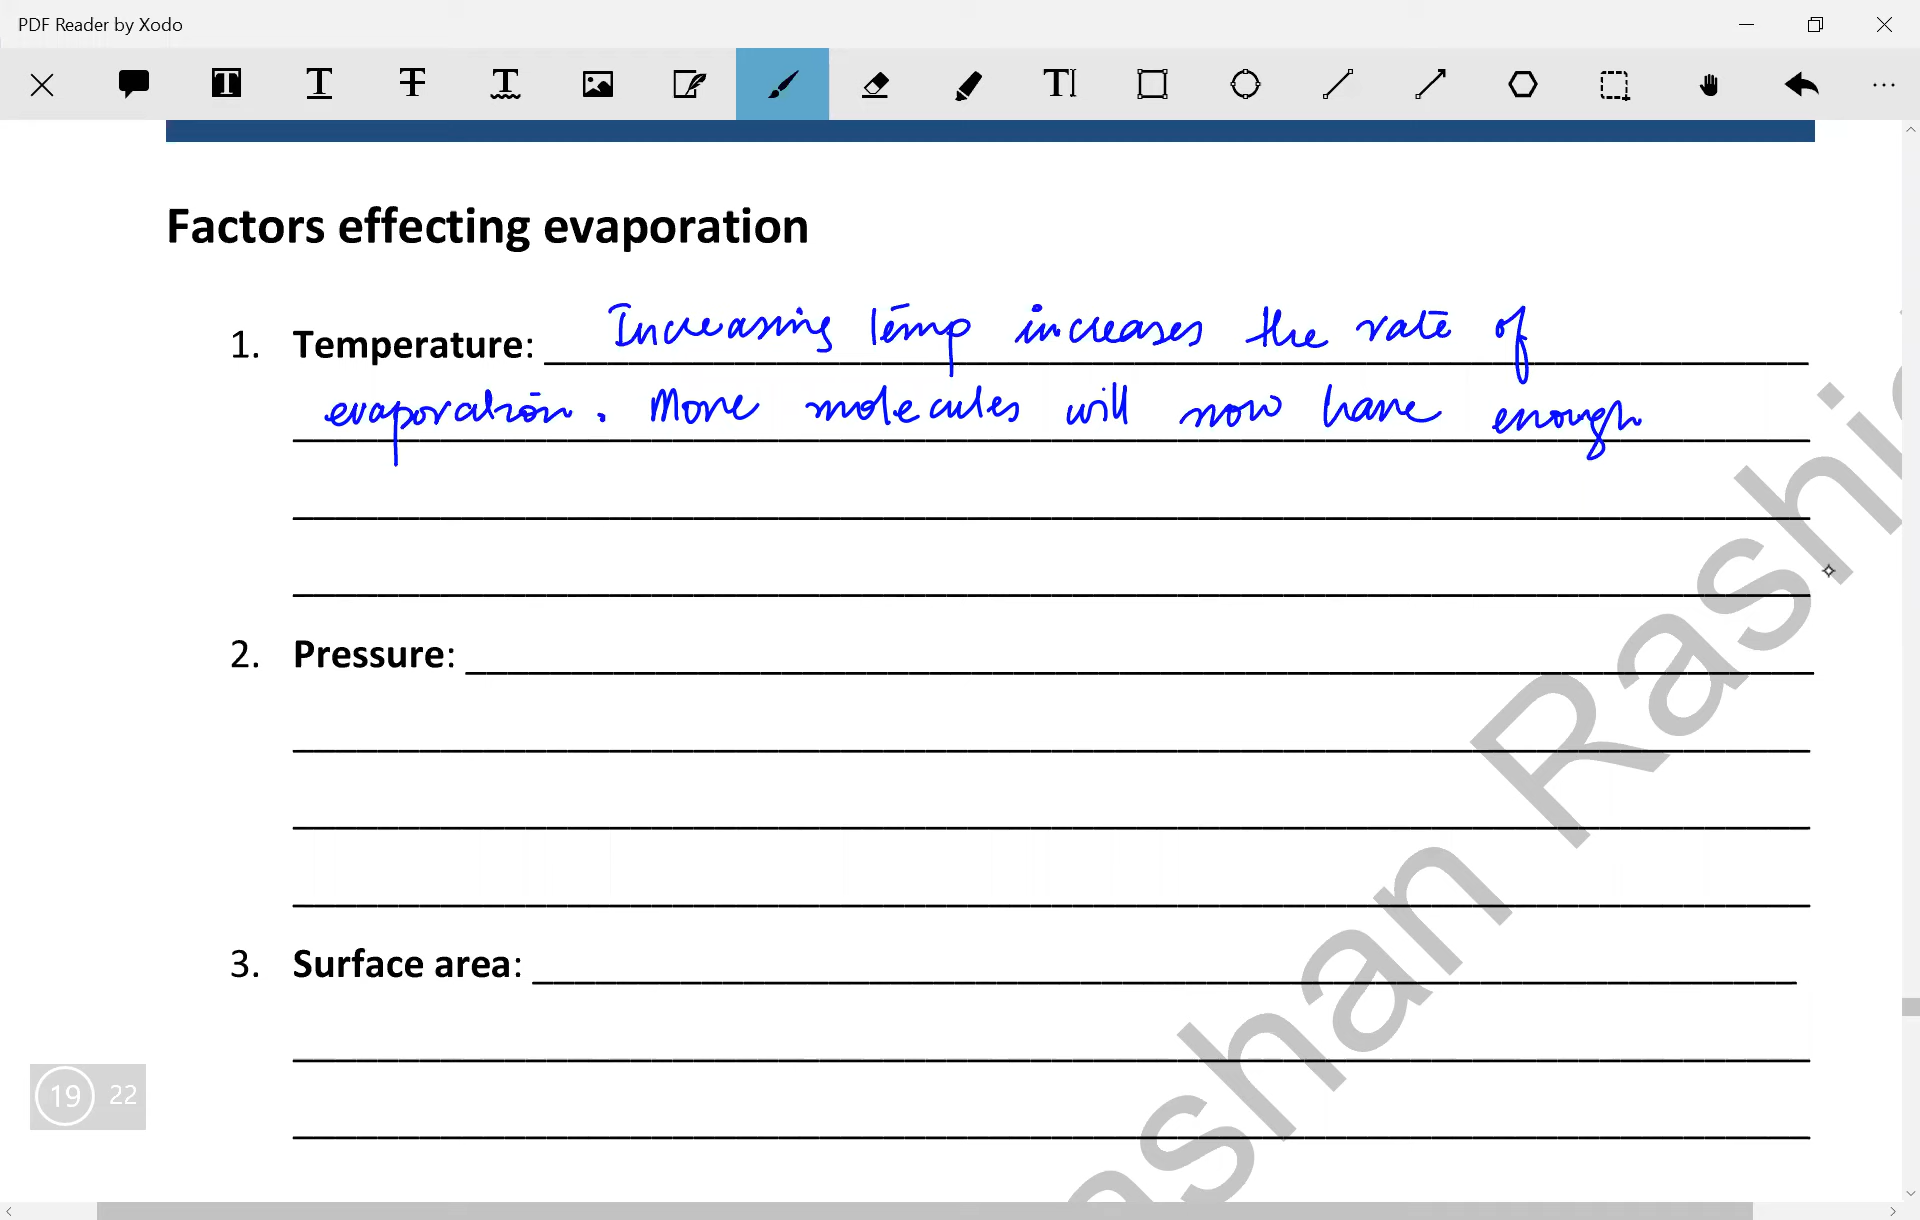 PDF Reader by Xodo
Factors effecting evaporation
1. Temperature: Increasing temp increases the rate of
evaporation. More molecules will now have enough
2. Pressure:
3. Surface area:
19 22
ashan Rashi